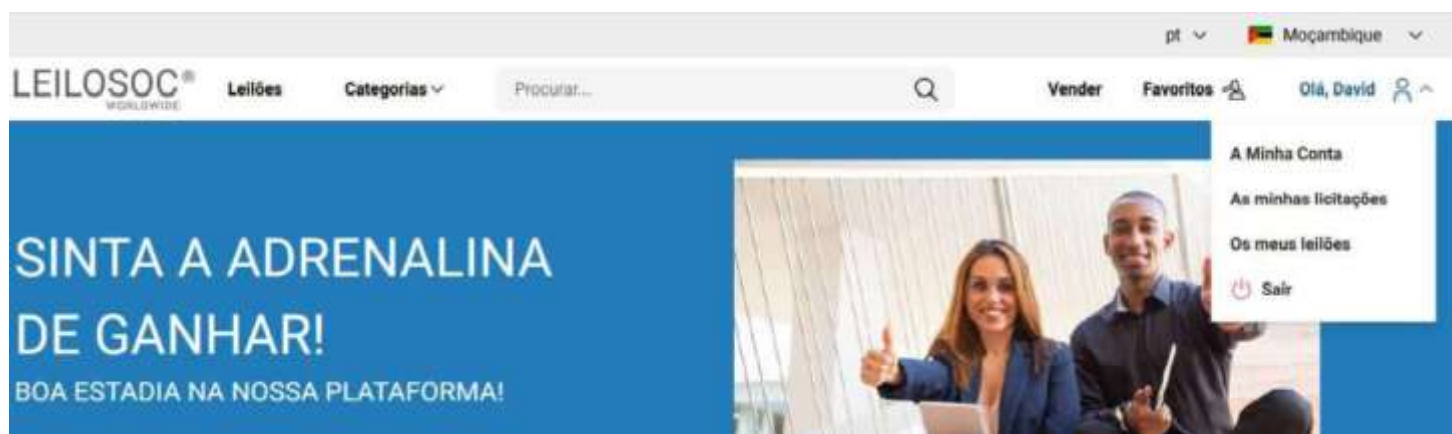 pt Moçambique
LEILOSOC® Leilões Categorias Procurar... Vender Favoritos Olá, David
WORLDWIDE
A Minha Conta
As minhas licitações
Os meus leilões
Sair
SINTA A ADRENALINA
DE GANHAR!
BOA ESTADIA NA NOSSA PLATAFORMA!